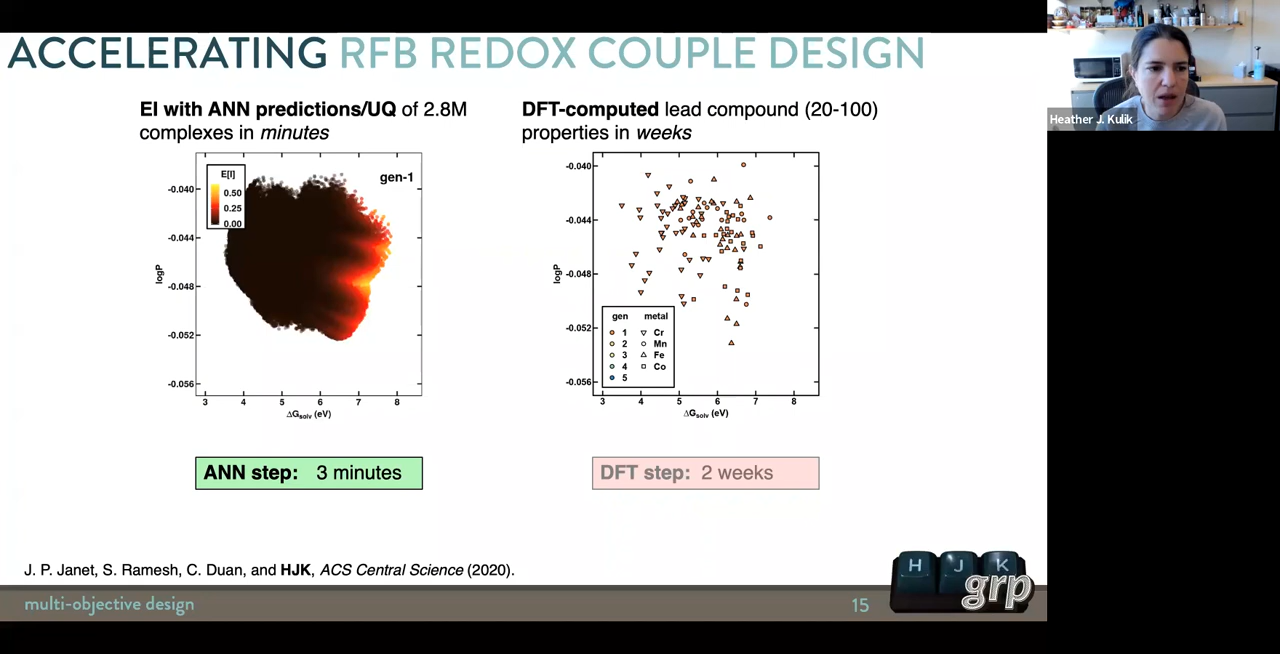 ACCELERATING RFB REDOX COUPLE DESIGN
EI with ANN predictions/UQ of 2.8M
complexes in minutes
E[I]
0.50
0.25
0.00
gen-1
-0.040
-0.044
-0.048
-0.052
-0.056
logP
3 4 5 6 7 8
ΔGsolv (eV)
ANN step: 3 minutes
DFT-computed lead compound (20-100)
properties in weeks
-0.040
-0.044
-0.048
-0.052
-0.056
logP
gen metal
1 Cr
2 Mn
3 Fe
4 Co
5
3 4 5 6 7 8
ΔGsolv (eV)
DFT step: 2 weeks
Heather J. Kulik
J. P. Janet, S. Ramesh, C. Duan, and HJK, ACS Central Science (2020).
multi-objective design
15
H J K
grp